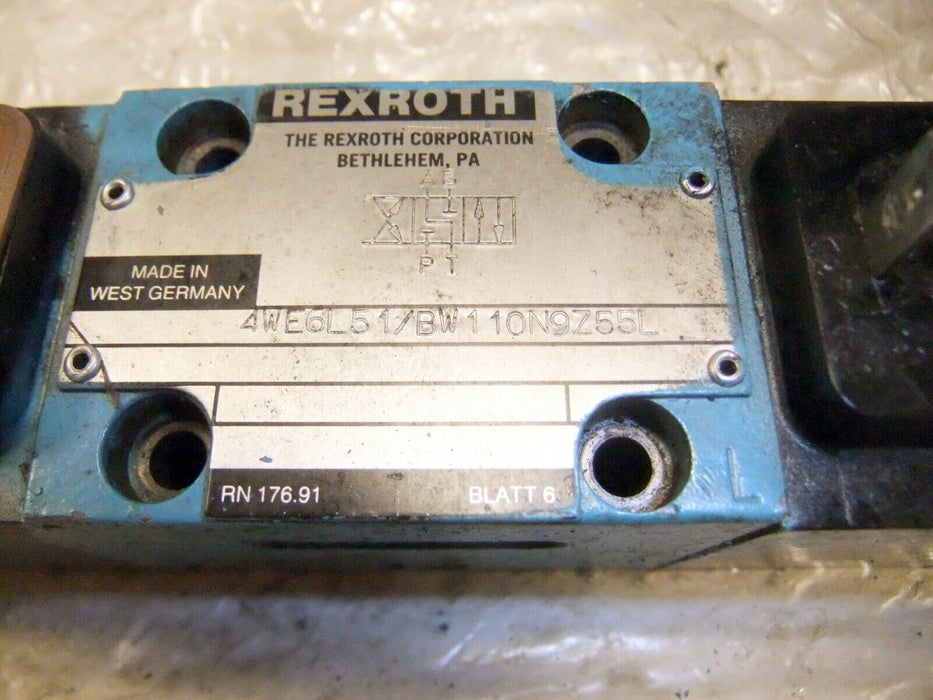 REXROTH
THE REXROTH CORPORATION
BETHLEHEM, PA
A B
P T
MADE IN
WEST GERMANY
4WE6L51/BW110N9Z55L
RN 176.91 BLATT 6
L